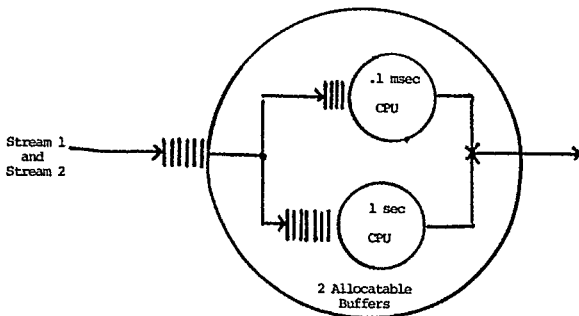 .1 msec
CPU
Stream 1
and
Stream 2
1 sec
CPU
2 Allocatable
Buffers